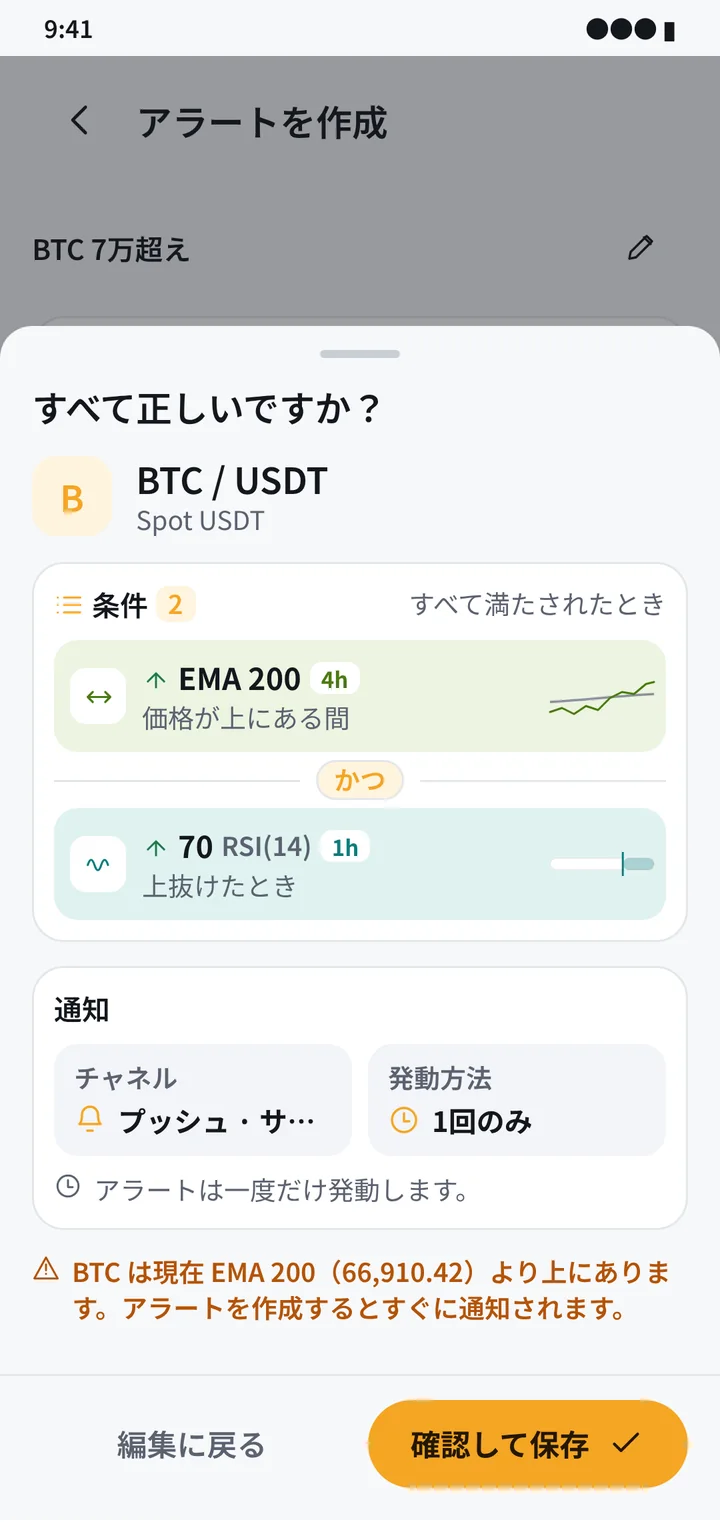 9:41
アラートを作成
BTC 7万超え
すべて正しいですか？
B
BTC / USDT
Spot USDT
条件 2
すべて満たされたとき
EMA 200 4h
価格が上にある間
かつ
70 RSI(14) 1h
上抜けたとき
通知
チャネル
プッシュ・サ…
発動方法
1回のみ
アラートは一度だけ発動します。
BTC は現在 EMA 200（66,910.42）より上にありま
す。アラートを作成するとすぐに通知されます。
編集に戻る
確認して保存